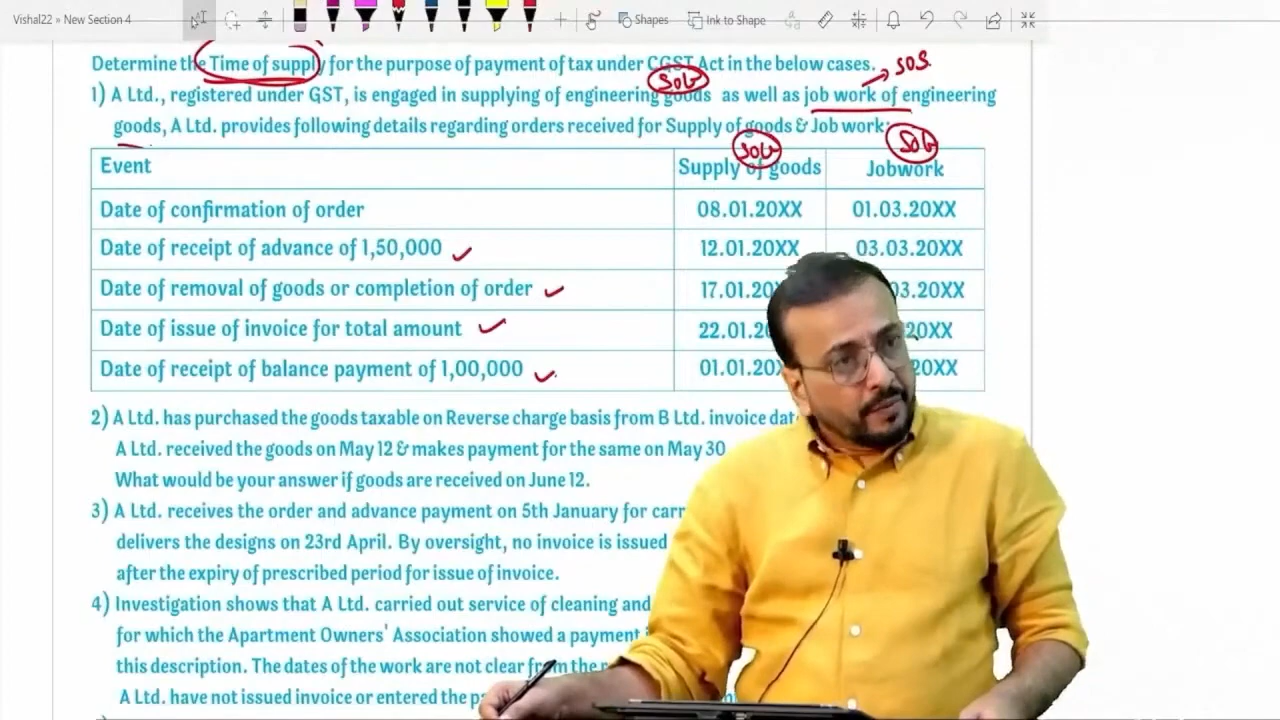 Vishal22 » New Section 4
Shapes
Ink to Shape
Determine the Time of supply for the purpose of payment of tax under CGST Act in the below cases.
SOS
SOG
1) A Ltd., registered under GST, is engaged in supplying of engineering goods as well as job work of engineering
goods, A Ltd. provides following details regarding orders received for Supply of goods & Job work:
SOG SOG
Event Supply of goods Jobwork
Date of confirmation of order 08.01.20XX 01.03.20XX
Date of receipt of advance of 1,50,000 12.01.20XX 03.03.20XX
Date of removal of goods or completion of order 17.01.20 03.20XX
Date of issue of invoice for total amount 22.01.20 20XX
Date of receipt of balance payment of 1,00,000 01.01.20X 20XX
2) A Ltd. has purchased the goods taxable on Reverse charge basis from B Ltd. invoice
A Ltd. received the goods on May 12 & makes payment for the same on May 30
What would be your answer if goods are received on June 12.
3) A Ltd. receives the order and advance payment on 5th January for
delivers the designs on 23rd April. By oversight, no invoice is issued
after the expiry of prescribed period for issue of invoice.
4) Investigation shows that A Ltd. carried out service of cleaning and
for which the Apartment Owners' Association showed a payment
this description. The dates of the work are not clear from the
A Ltd. have not issued invoice or entered the